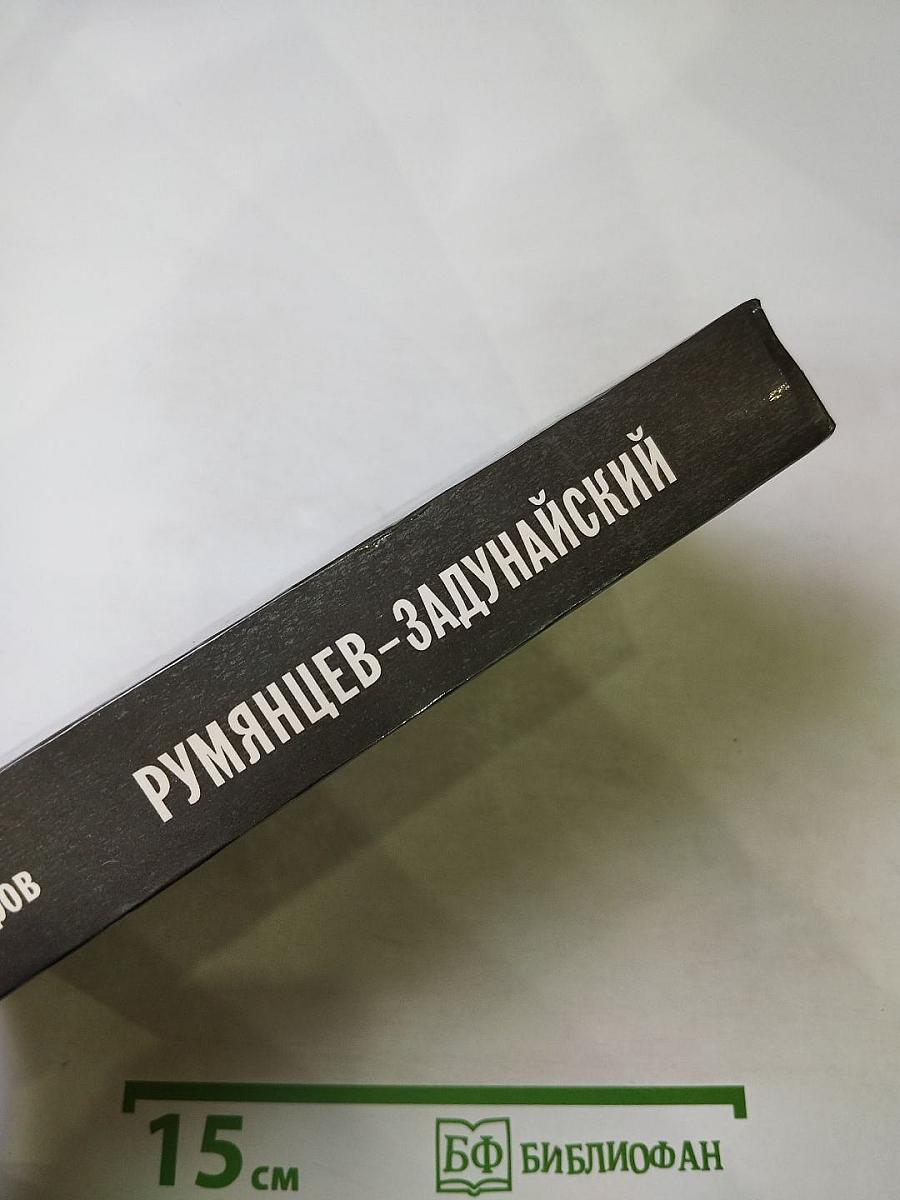 РУМЯНЦЕВ-ЗАДУНАЙСКИЙ
15 см
БФ БИБЛИОФАН